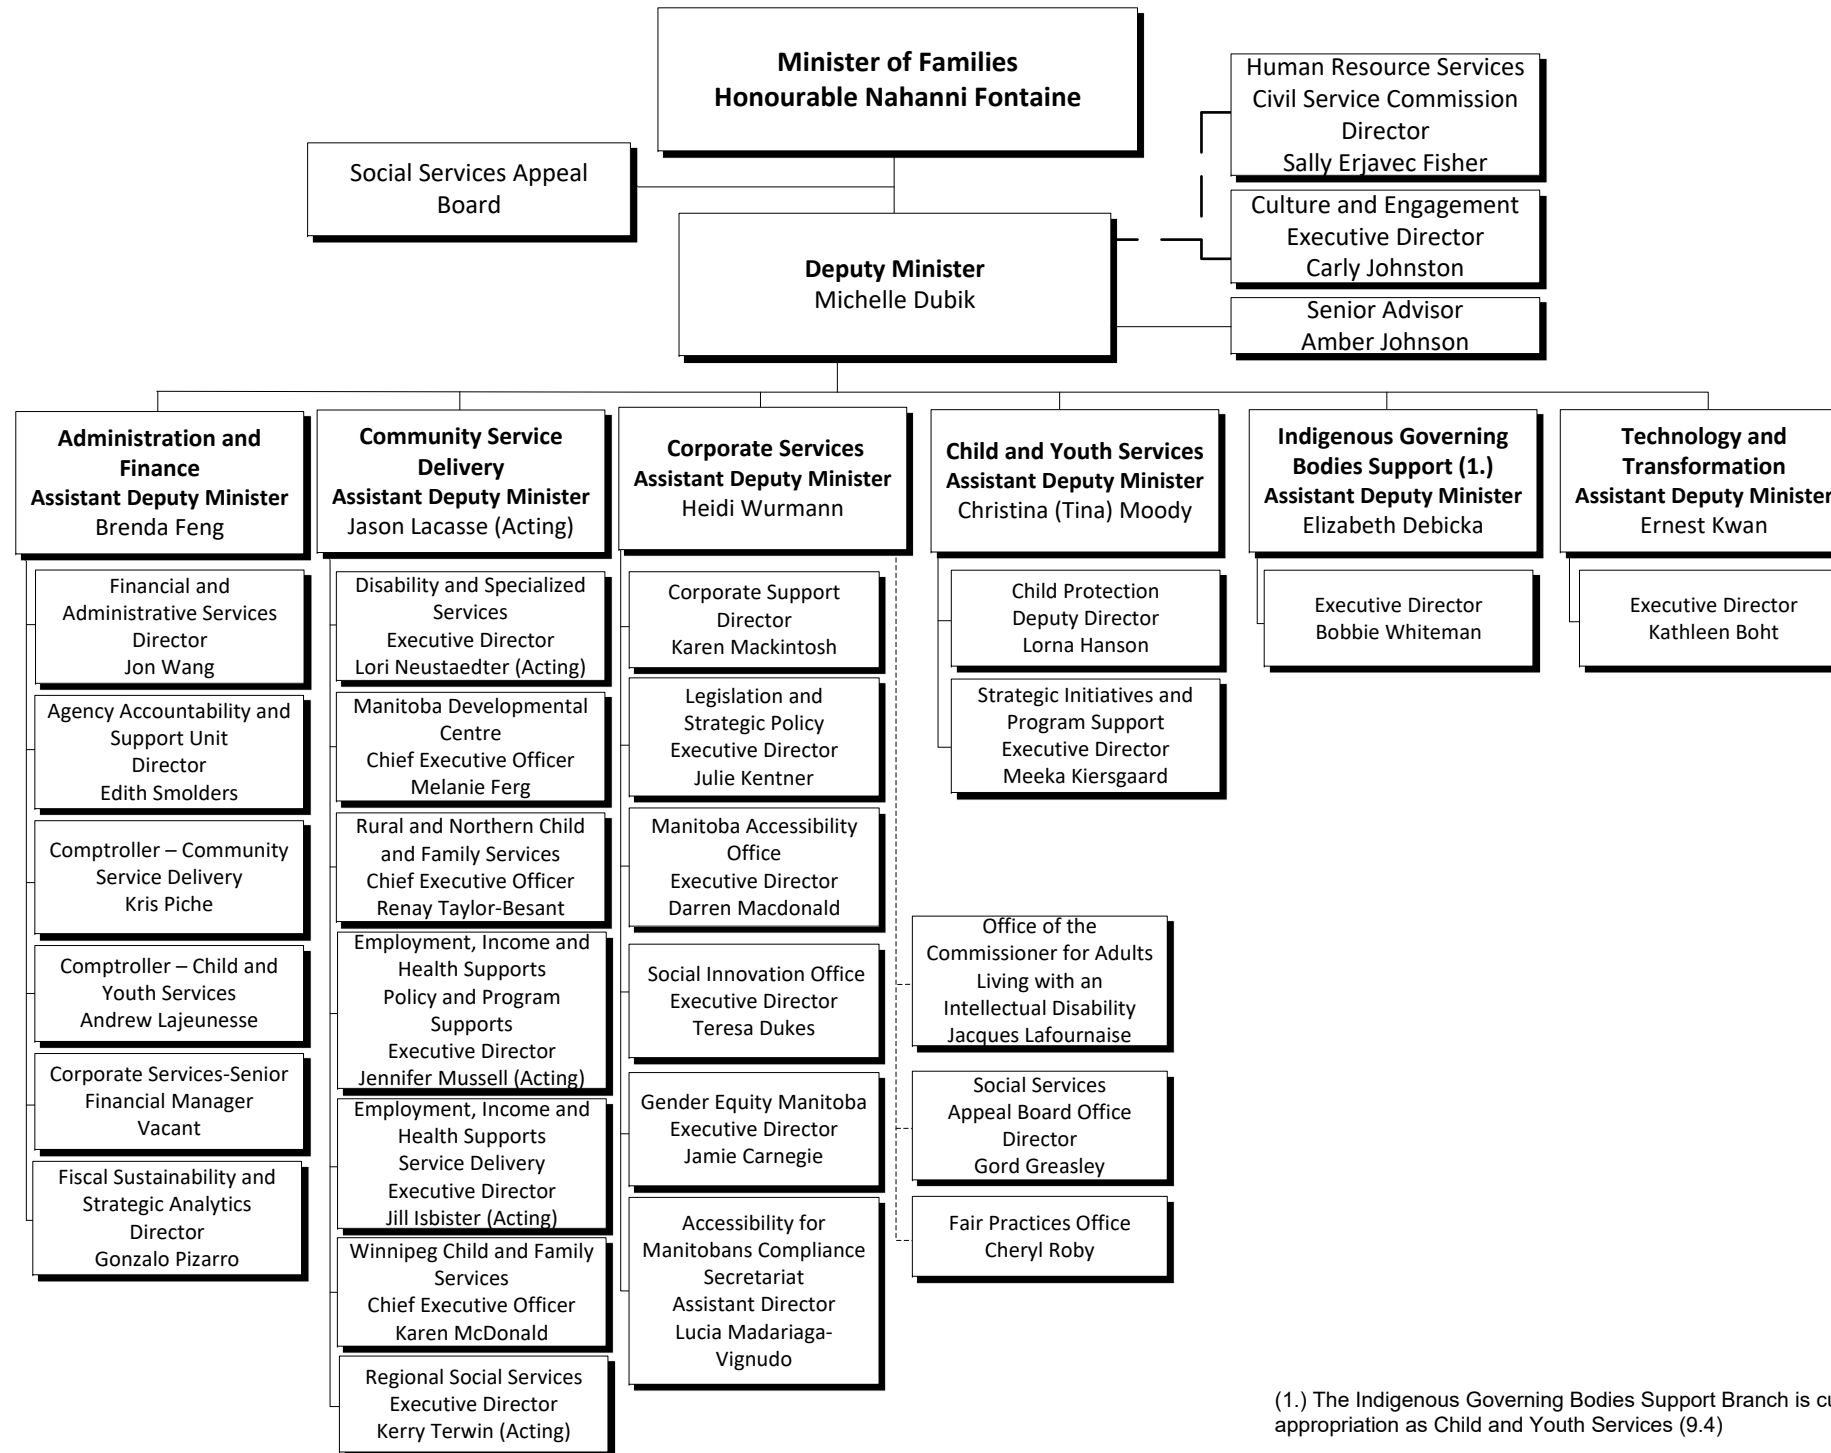 Minister of Families
Honourable Nahanni Fontaine
Social Services Appeal
Board
Deputy Minister
Michelle Dubik
Human Resource Services
Civil Service Commission
Director
Sally Erjavec Fisher
Culture and Engagement
Executive Director
Carly Johnston
Senior Advisor
Amber Johnson
Administration and
Finance
Assistant Deputy Minister
Brenda Feng
Financial and
Administrative Services
Director
Jon Wang
Agency Accountability and
Support Unit
Director
Edith Smolders
Comptroller – Community
Service Delivery
Kris Piche
Comptroller – Child and
Youth Services
Andrew Lajeunesse
Corporate Services-Senior
Financial Manager
Vacant
Fiscal Sustainability and
Strategic Analytics
Director
Gonzalo Pizarro
Community Service
Delivery
Assistant Deputy Minister
Jason Lacasse (Acting)
Disability and Specialized
Services
Executive Director
Lori Neustaedter (Acting)
Manitoba Developmental
Centre
Chief Executive Officer
Melanie Ferg
Rural and Northern Child
and Family Services
Chief Executive Officer
Renay Taylor-Besant
Employment, Income and
Health Supports
Policy and Program
Supports
Executive Director
Jennifer Mussell (Acting)
Employment, Income and
Health Supports
Service Delivery
Executive Director
Jill Isbister (Acting)
Winnipeg Child and Family
Services
Chief Executive Officer
Karen McDonald
Regional Social Services
Executive Director
Kerry Terwin (Acting)
Corporate Services
Assistant Deputy Minister
Heidi Wurmann
Corporate Support
Director
Karen Mackintosh
Legislation and
Strategic Policy
Executive Director
Julie Kentner
Manitoba Accessibility
Office
Executive Director
Darren Macdonald
Social Innovation Office
Executive Director
Teresa Dukes
Gender Equity Manitoba
Executive Director
Jamie Carnegie
Accessibility for
Manitobans Compliance
Secretariat
Assistant Director
Lucia Madariaga-
Vignudo
Office of the
Commissioner for Adults
Living with an
Intellectual Disability
Jacques Lafournaise
Social Services
Appeal Board Office
Director
Gord Greasley
Fair Practices Office
Cheryl Roby
Child and Youth Services
Assistant Deputy Minister
Christina (Tina) Moody
Child Protection
Deputy Director
Lorna Hanson
Strategic Initiatives and
Program Support
Executive Director
Meeka Kiersgaard
Indigenous Governing
Bodies Support (1.)
Assistant Deputy Minister
Elizabeth Debicka
Executive Director
Bobbie Whiteman
Technology and
Transformation
Assistant Deputy Minister
Ernest Kwan
Executive Director
Kathleen Boht
(1.) The Indigenous Governing Bodies Support Branch is
appropriation as Child and Youth Services (9.4)